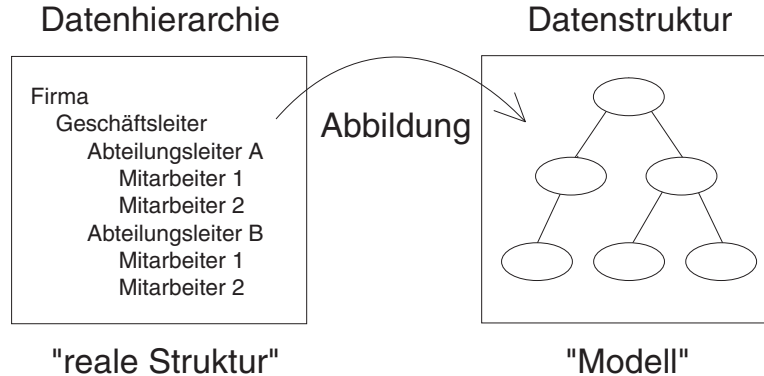 Datenhierarchie
Datenstruktur
Firma
Geschäftsleiter
Abteilungsleiter A
Mitarbeiter 1
Mitarbeiter 2
Abteilungsleiter B
Mitarbeiter 1
Mitarbeiter 2
Abbildung
"reale Struktur"
"Modell"